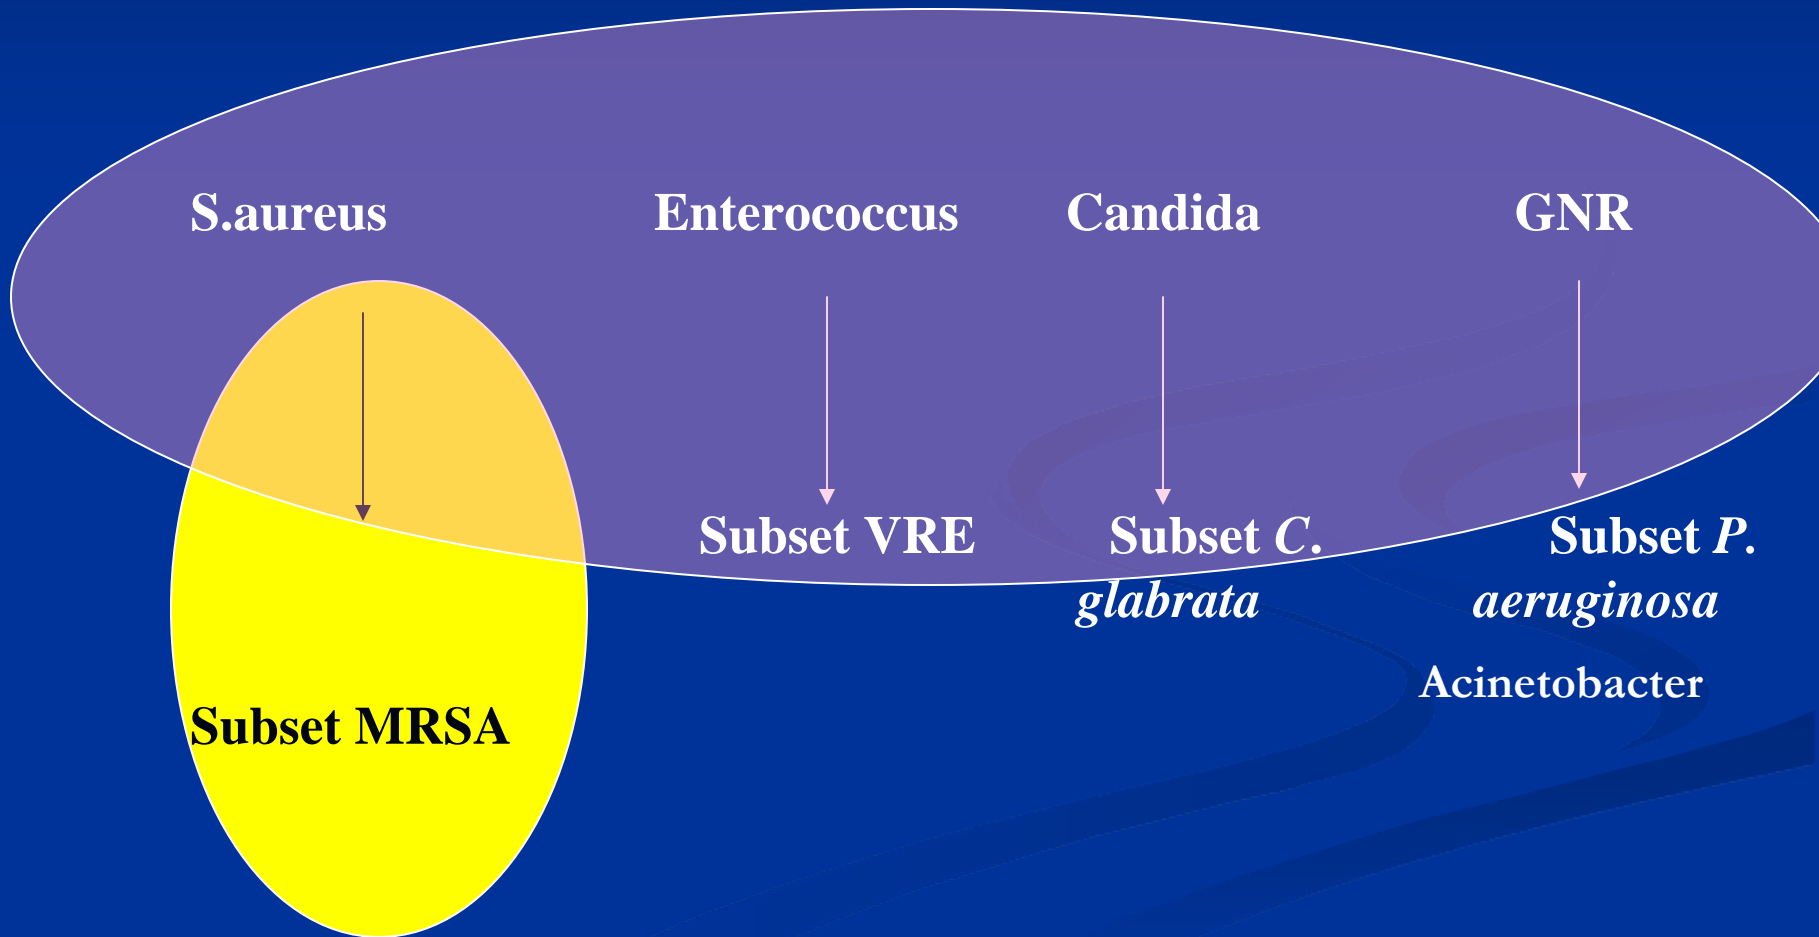 S.aureus Enterococcus Candida GNR
Subset VRE Subset C. Subset P.
glabrata aeruginosa
Acinetobacter
Subset MRSA